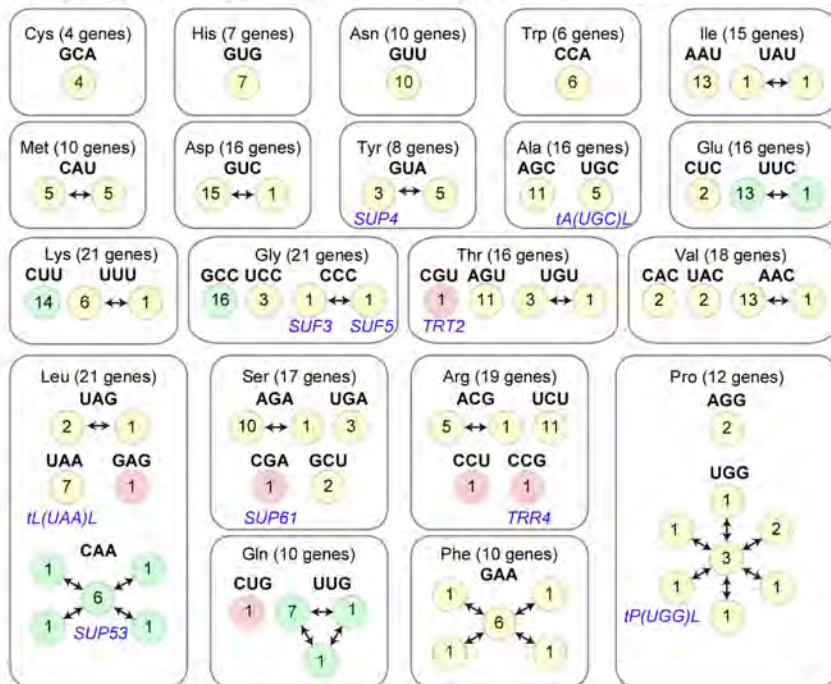 Cys (4 genes)
GCA
4
His (7 genes)
GUG
7
Asn (10 genes)
GUU
10
Trp (6 genes)
CCA
6
Ile (15 genes)
AAU UAU
13 1 1
Met (10 genes)
CAU
5 5
Asp (16 genes)
GUC
15 1
Tyr (8 genes)
GUA
3 5
SUP4
Ala (16 genes)
AGC UGC
11 5
tA(UGC)L
Glu (16 genes)
CUC UUC
2 13 1
Lys (21 genes)
CUU UUU
14 6 1
Gly (21 genes)
GCC UCC CCC
16 3 1 1
SUF3 SUF5
Thr (16 genes)
CGU AGU UGU
1 11 3 1
TRT2
Val (18 genes)
CAC UAC AAC
2 2 13 1
Leu (21 genes)
UAG
2 1
UAA GAG
7 1
tL(UAA)L
CAA
1 1
6
1 1
SUP53
Ser (17 genes)
AGA UGA
10 1 3
CGA GCU
1 2
SUP61
Arg (19 genes)
ACG UCU
5 1 11
CCU CCG
1 1
TRR4
Pro (12 genes)
AGG
2
UGG
1
1 2
3
1 1
1
tP(UGG)L
Gln (10 genes)
CUG UUG
1 7 1
1
Phe (10 genes)
GAA
1 1
6
1 1